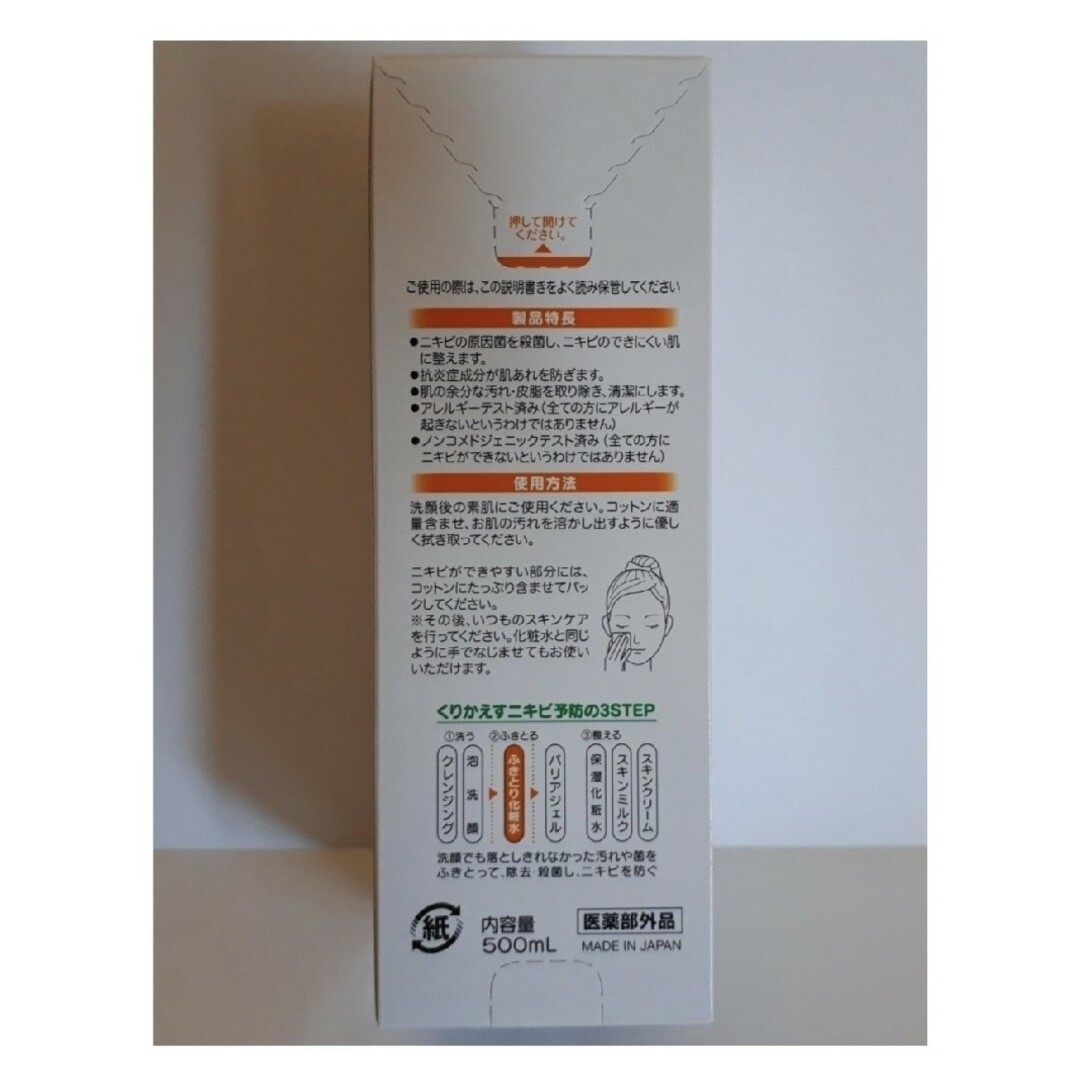 押して開けて
ください。
ご使用の際は、この説明書きをよく読み保管してください
製品特長
●ニキビの原因菌を殺菌し、ニキビのできにくい肌
に整えます。
●抗炎症成分が肌あれを防ぎます。
●肌の余分な汚れ・皮脂を取り除き、清潔にします。
●アレルギーテスト済み(全ての方にアレルギーが
起きないというわけではありません)
●ノンコメドジェニックテスト済み(全ての方に
ニキビができないというわけではありません)
使用方法
洗顔後の素肌にご使用ください。コットンに適
量含ませ、お肌の汚れを溶かし出すように優し
く拭き取ってください。
ニキビができやすい部分には、
コットンにたっぷり含ませてパッ
クしてください。
※その後、いつものスキンケア
を行ってください。化粧水と同じ
ように手でなじませてもお使い
いただけます。
くりかえすニキビ予防の3STEP
①洗う ②ふきとる ③整える
クレンジング
泡洗顔
ふきとり化粧水
バリアジェル
保湿化粧水
スキンミルク
スキンクリーム
洗顔でも落としきれなかった汚れや菌を
ふきとって、除去・殺菌し、ニキビを防ぐ
紙
内容量
500mL
医薬部外品
MADE IN JAPAN